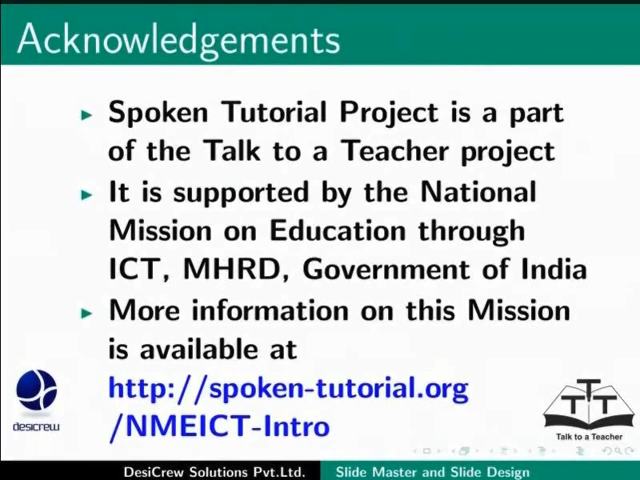 Acknowledgements
Spoken Tutorial Project is a part
of the Talk to a Teacher project
It is supported by the National
Mission on Education through
ICT, MHRD, Government of India
More information on this Mission
is available at
http://spoken-tutorial.org
/NMEICT-Intro
desicrew
TTT
Talk to a Teacher
DesiCrew Solutions Pvt.Ltd.
Slide Master and Slide Design